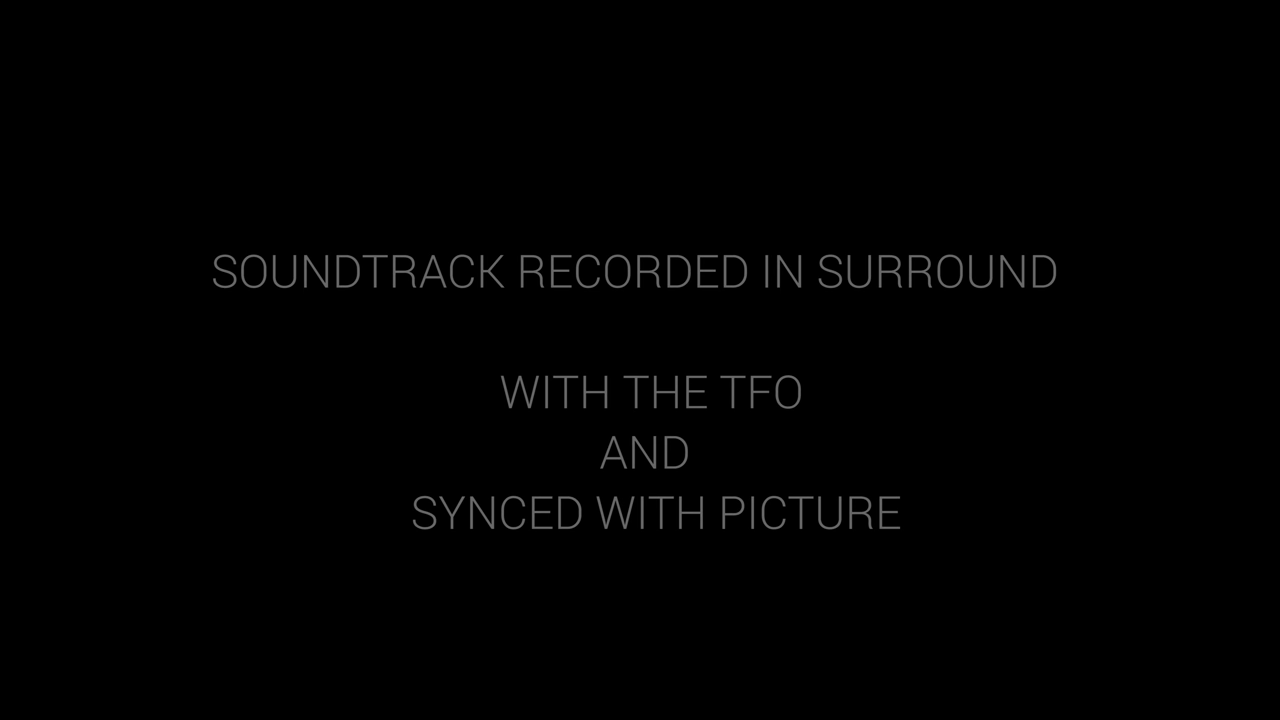 SOUNDTRACK RECORDED IN SURROUND
WITH THE TFO
AND
SYNCED WITH PICTURE